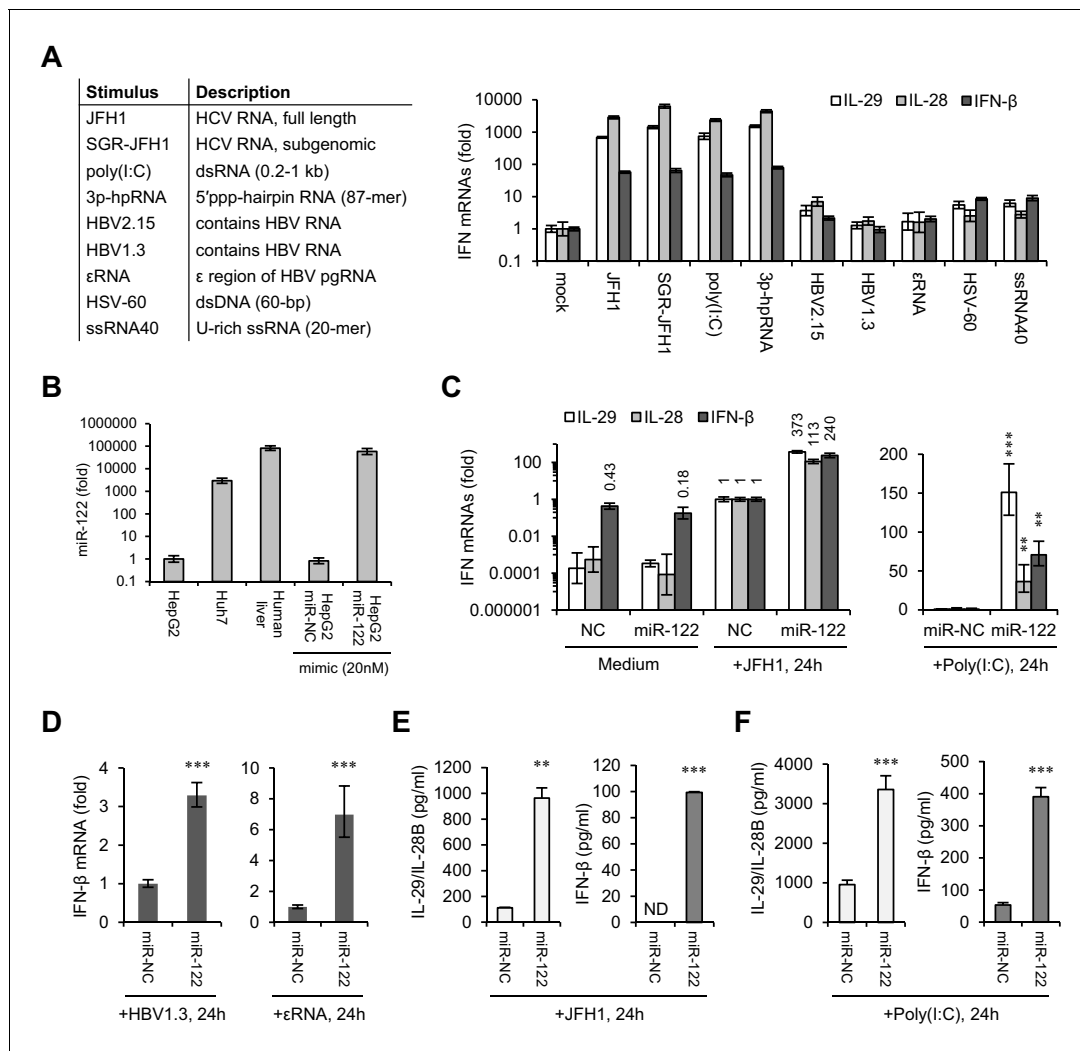 A
Stimulus Description
JFH1 HCV RNA, full length
SGR-JFH1 HCV RNA, subgenomic
poly(I:C) dsRNA (0.2-1 kb)
3p-hpRNA 5'ppp-hairpin RNA (87-mer)
HBV2.15 contains HBV RNA
HBV1.3 contains HBV RNA
εRNA ε region of HBV pgRNA
HSV-60 dsDNA (60-bp)
ssRNA40 U-rich ssRNA (20-mer)
IFN mRNAs (fold)
10000
1000
100
10
1
0.1
IL-29 IL-28 IFN-β
mock
JFH1
SGR-JFH1
poly(I:C)
3p-hpRNA
HBV2.15
HBV1.3
εRNA
HSV-60
ssRNA40
B
miR-122 (fold)
1000000
100000
10000
1000
100
10
1
0.1
HepG2
Huh7
Human
liver
HepG2
miR-NC
HepG2
miR-122
mimic (20nM)
C
IL-29 IL-28 IFN-β
IFN mRNAs (fold)
100
1
0.01
0.0001
0.000001
0.43
0.18
1
1
1
373
113
240
NC miR-122 NC miR-122
Medium +JFH1, 24h
200
150
100
50
0
***
**
**
miR-NC miR-122
+Poly(I:C), 24h
D
IFN-β mRNA (fold)
4
3
2
1
0
***
miR-NC
miR-122
+HBV1.3, 24h
10
8
6
4
2
0
***
miR-NC
miR-122
+εRNA, 24h
E
IL-29/IL-28B (pg/ml)
1200
1000
800
600
400
200
0
**
miR-NC
miR-122
IFN-β (pg/ml)
120
100
80
60
40
20
0
ND
***
miR-NC
miR-122
+JFH1, 24h
F
IL-29/IL-28B (pg/ml)
4000
3000
2000
1000
0
***
miR-NC
miR-122
IFN-β (pg/ml)
500
400
300
200
100
0
***
miR-NC
miR-122
+Poly(I:C), 24h